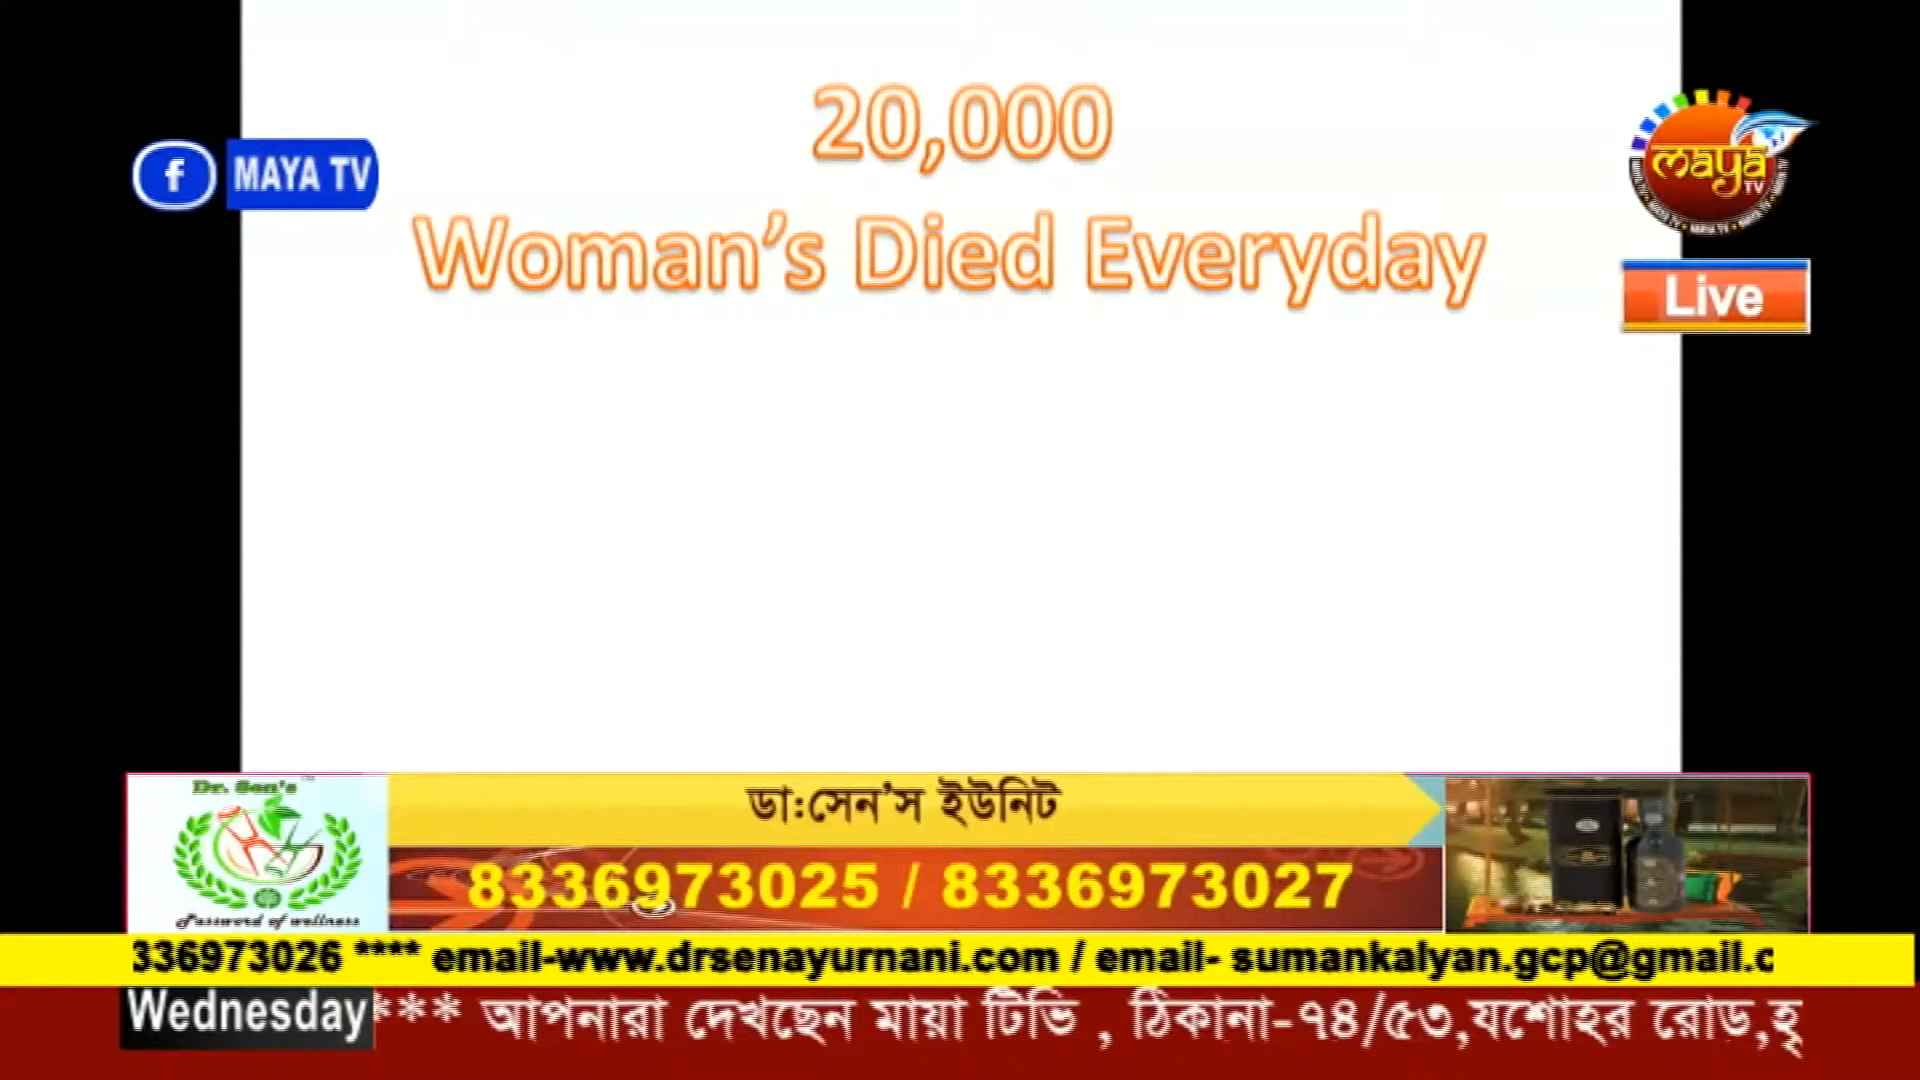 20,000
Woman’s Died Everyday
f MAYA TV
maya TV
Live
Dr. Sen's
Password of wellness
ডা:সেন’স ইউনিট
8336973025 / 8336973027
336973026 **** email-www.drsenayurnani.com / email- sumankalyan.gcp@gmail.c
Wednesday
*** আপনারা দেখছেন মায়া টিভি , ঠিকানা-৭৪/৫৩,যশোহর রোড,হৃ